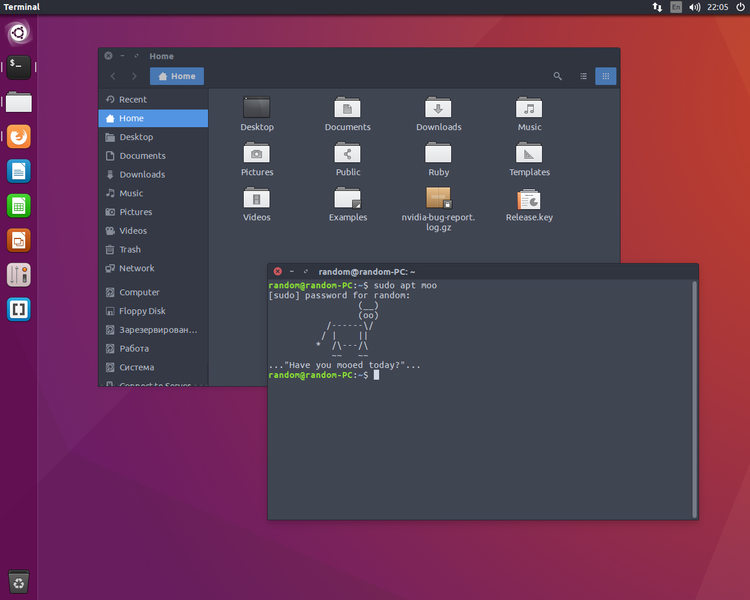 Terminal
En
22:05
Home
Home
Recent
Home
Desktop
Documents
Downloads
Music
Pictures
Videos
Trash
Network
Computer
Floppy Disk
Зарезервирован...
Работа
Система
Connect to Server
Desktop
Documents
Downloads
Music
Pictures
Public
Ruby
Templates
Videos
Examples
nvidia-bug-report.
log.gz
Release.key
random@random-PC: ~
random@random-PC:~$ sudo apt moo
[sudo] password for random:
                 (__)
                 (oo)
           /------\/
          / |    ||
         *  /\---/\
            ~~   ~~
..."Have you mooed today?"...
random@random-PC:~$